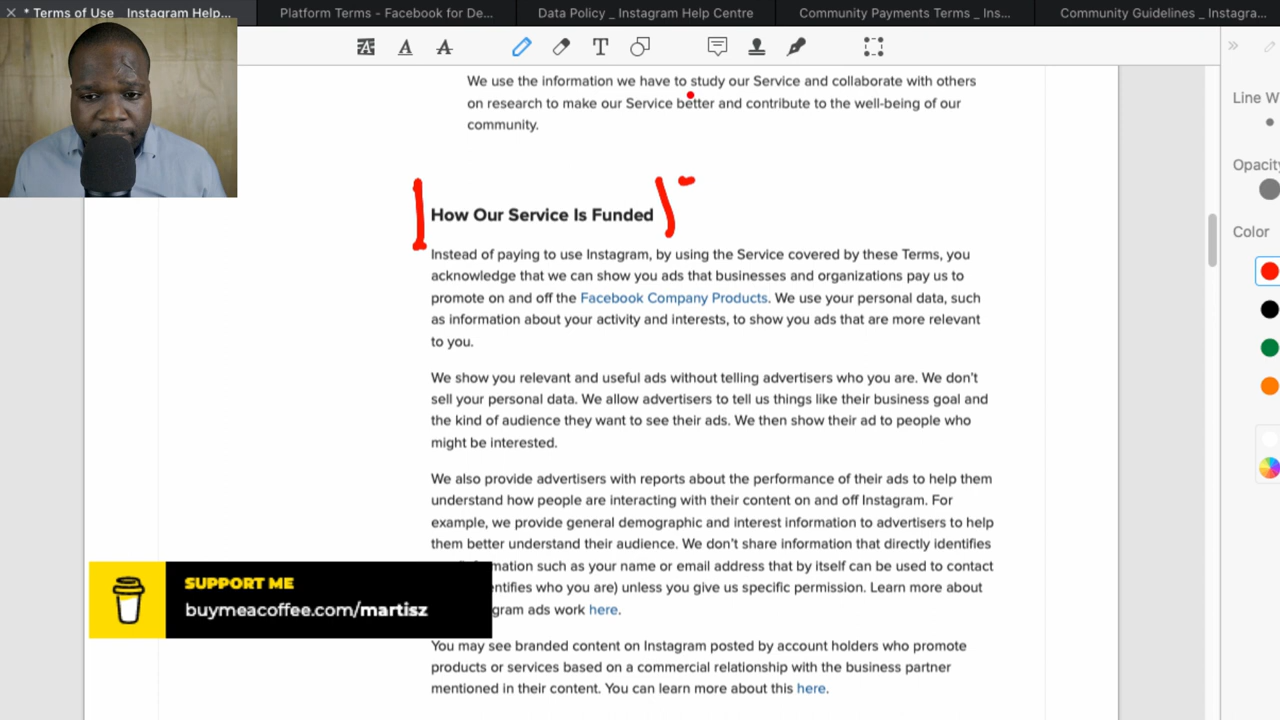 * Terms of Use _ Instagram Help...
Platform Terms - Facebook for De...
Data Policy _ Instagram Help Centre
Community Payments Terms _ Ins...
Community Guidelines _ Instagra...
We use the information we have to study our Service and collaborate with others
on research to make our Service better and contribute to the well-being of our
community.
How Our Service Is Funded
Instead of paying to use Instagram, by using the Service covered by these Terms, you
acknowledge that we can show you ads that businesses and organizations pay us to
promote on and off the Facebook Company Products. We use your personal data, such
as information about your activity and interests, to show you ads that are more relevant
to you.
We show you relevant and useful ads without telling advertisers who you are. We don't
sell your personal data. We allow advertisers to tell us things like their business goal and
the kind of audience they want to see their ads. We then show their ad to people who
might be interested.
We also provide advertisers with reports about the performance of their ads to help them
understand how people are interacting with their content on and off Instagram. For
example, we provide general demographic and interest information to advertisers to help
them better understand their audience. We don't share information that directly identifies
such as your name or email address that by itself can be used to contact
who you are) unless you give us specific permission. Learn more about
ads work here.
You may see branded content on Instagram posted by account holders who promote
products or services based on a commercial relationship with the business partner
mentioned in their content. You can learn more about this here.
SUPPORT ME
buymeacoffee.com/martisz
Line W
Opacity
Color